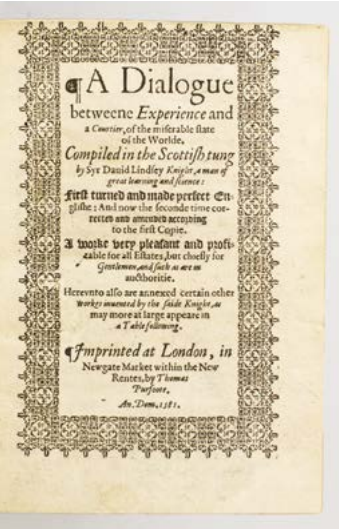 ¶A Dialogue
betweene Experience and
a Courtier, of the miserable state
of the Worlde.
Compiled in the Scottish tung
by Syr Dauid Lindsey Knight, a man of
great learning and science:
First turned and made perfect En-
glishe: And now the seconde time cor-
rected and amended according
to the first Copie.
A worke very pleasant and profi-
table for all Estates, but chiefly for
Gentlemen, and such as are in
aucthoritie.
Herevnto also are annexed certain other
workes inuented by the saide Knight, as
may more at large appeare in
a Table following.
¶Imprinted at London, in
Newgate Market within the New
Rentes, by Thomas
Purfoote.
An. Dom. 1581.